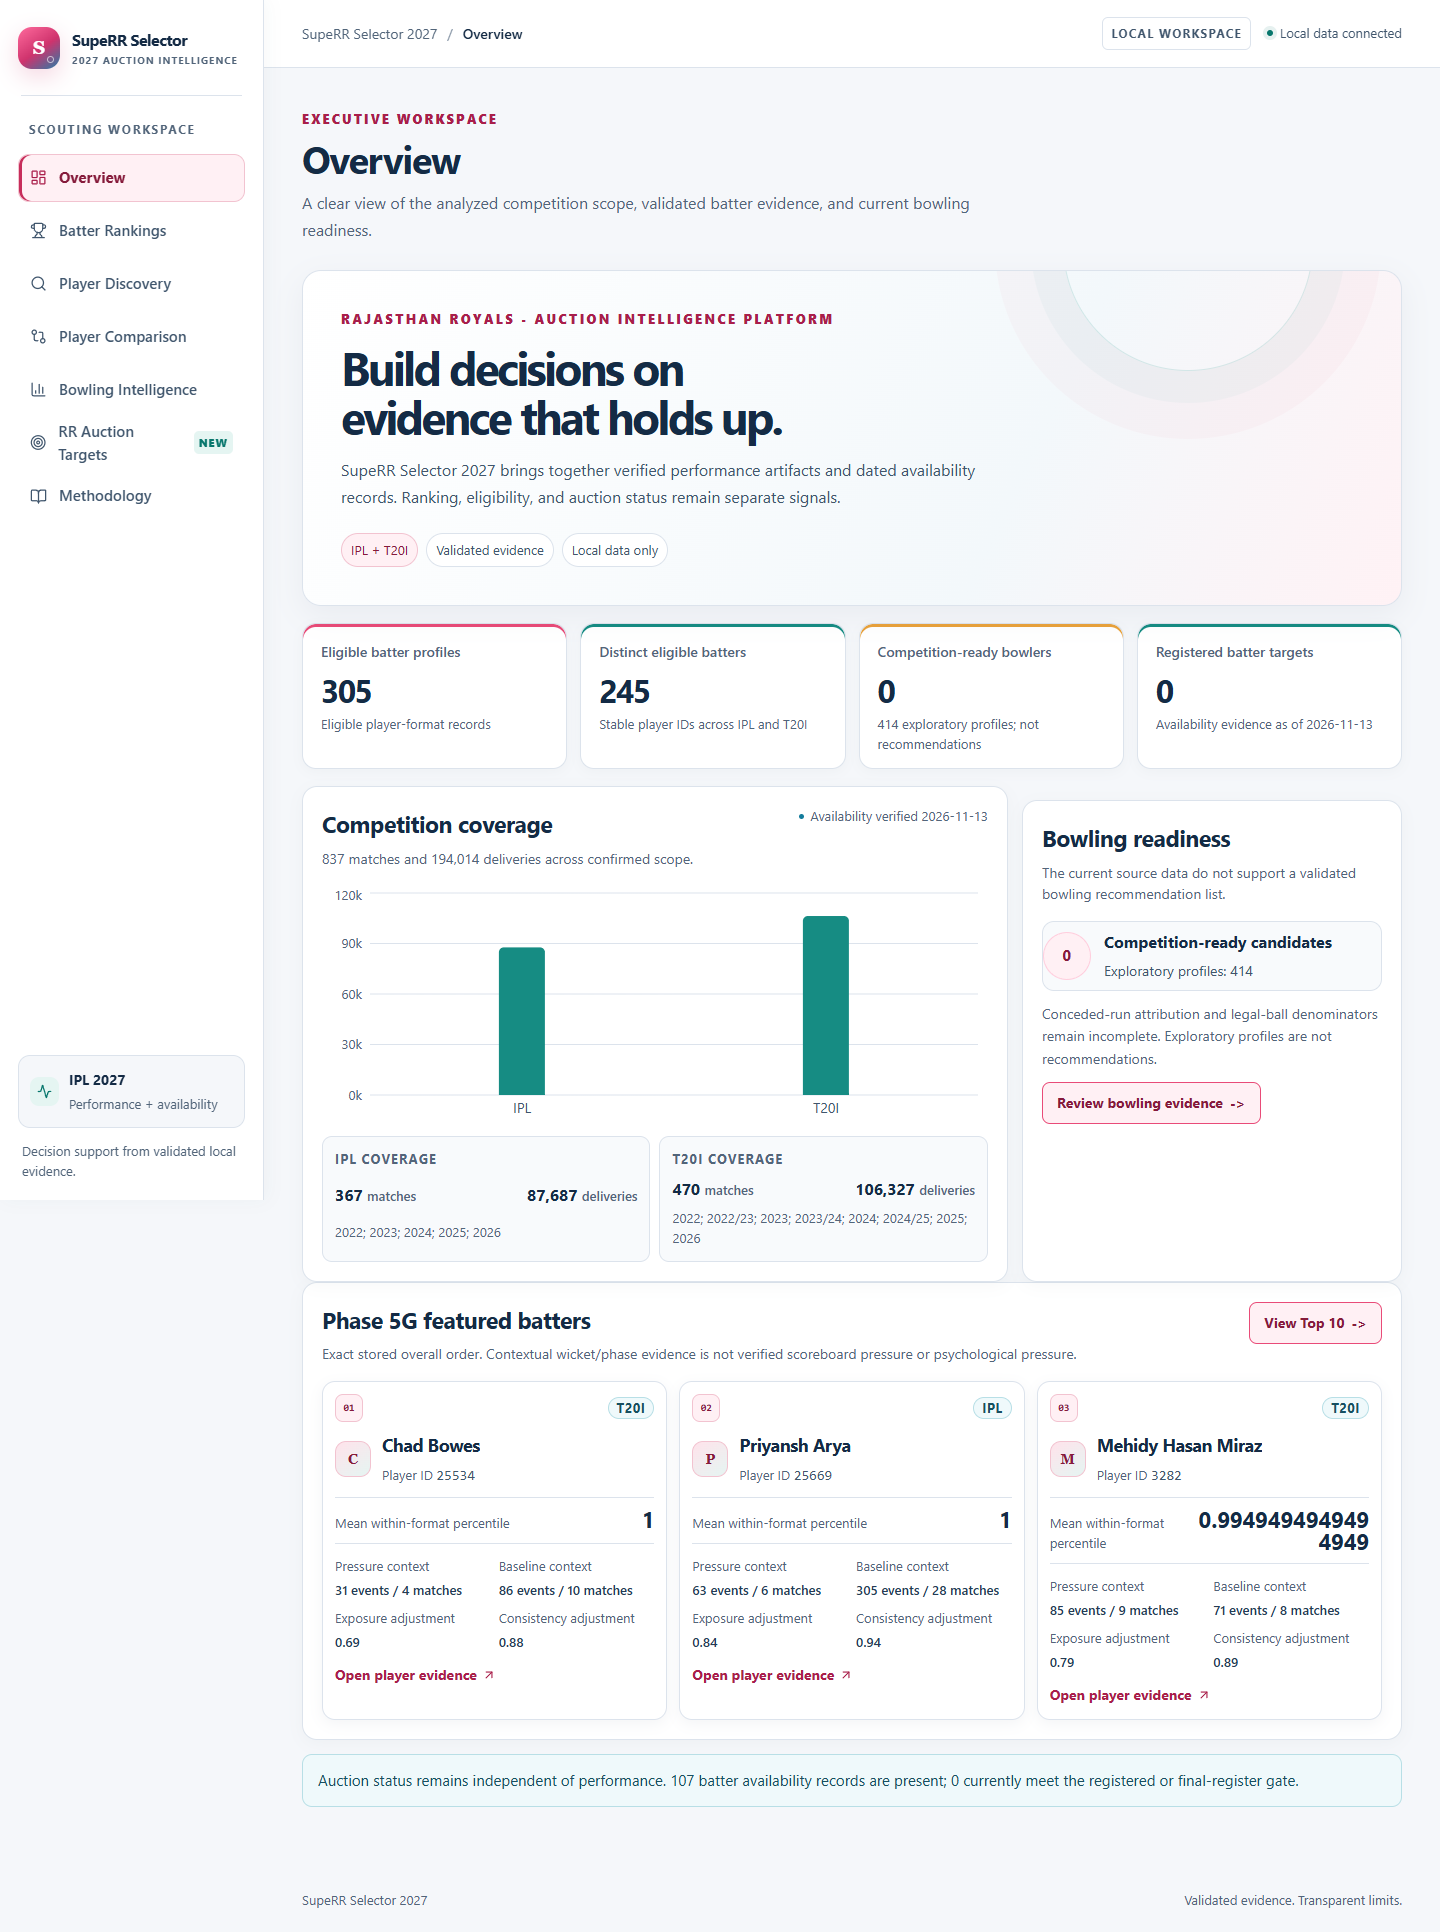 S
SupeRR Selector
2027 AUCTION INTELLIGENCE
SCOUTING WORKSPACE
Overview
Batter Rankings
Player Discovery
Player Comparison
Bowling Intelligence
RR Auction
Targets
NEW
Methodology
IPL 2027
Performance + availability
Decision support from validated local
evidence.
SupeRR Selector 2027 / Overview
LOCAL WORKSPACE
Local data connected
EXECUTIVE WORKSPACE
Overview
A clear view of the analyzed competition scope, validated batter evidence, and current bowling
readiness.
RAJASTHAN ROYALS - AUCTION INTELLIGENCE PLATFORM
Build decisions on
evidence that holds up.
SupeRR Selector 2027 brings together verified performance artifacts and dated availability
records. Ranking, eligibility, and auction status remain separate signals.
IPL + T20I
Validated evidence
Local data only
Eligible batter profiles
305
Eligible player-format records
Distinct eligible batters
245
Stable player IDs across IPL and T20I
Competition-ready bowlers
0
414 exploratory profiles; not
recommendations
Registered batter targets
0
Availability evidence as of 2026-11-13
Competition coverage
Availability verified 2026-11-13
837 matches and 194,014 deliveries across confirmed scope.
120k
90k
60k
30k
0k
IPL
T20I
IPL COVERAGE
367 matches
87,687 deliveries
2022; 2023; 2024; 2025; 2026
T20I COVERAGE
470 matches
106,327 deliveries
2022; 2022/23; 2023; 2023/24; 2024; 2024/25; 2025;
2026
Bowling readiness
The current source data do not support a validated
bowling recommendation list.
0
Competition-ready candidates
Exploratory profiles: 414
Conceded-run attribution and legal-ball denominators
remain incomplete. Exploratory profiles are not
recommendations.
Review bowling evidence ->
Phase 5G featured batters
View Top 10 ->
Exact stored overall order. Contextual wicket/phase evidence is not verified scoreboard pressure or psychological pressure.
01
T20I
C
Chad Bowes
Player ID 25534
Mean within-format percentile
1
Pressure context
31 events / 4 matches
Baseline context
86 events / 10 matches
Exposure adjustment
0.69
Consistency adjustment
0.88
Open player evidence
02
IPL
P
Priyansh Arya
Player ID 25669
Mean within-format percentile
1
Pressure context
63 events / 6 matches
Baseline context
305 events / 28 matches
Exposure adjustment
0.84
Consistency adjustment
0.94
Open player evidence
03
T20I
M
Mehidy Hasan Miraz
Player ID 3282
Mean within-format
percentile
0.994949494949
4949
Pressure context
85 events / 9 matches
Baseline context
71 events / 8 matches
Exposure adjustment
0.79
Consistency adjustment
0.89
Open player evidence
Auction status remains independent of performance. 107 batter availability records are present; 0 currently meet the registered or final-register gate.
SupeRR Selector 2027
Validated evidence. Transparent limits.